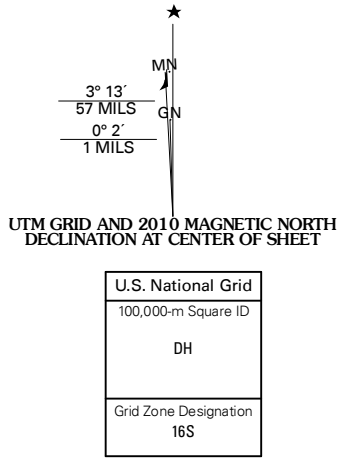 MN
3° 13´
57 MILS
GN
0° 2´
1 MILS
UTM GRID AND 2010 MAGNETIC NORTH
DECLINATION AT CENTER OF SHEET
U.S. National Grid
100,000-m Square ID
DH
Grid Zone Designation
16S